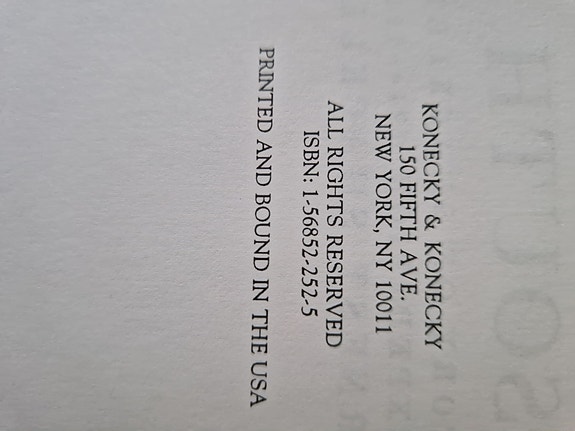 KONECKY & KONECKY
150 FIFTH AVE.
NEW YORK, NY 10011
ALL RIGHTS RESERVED
ISBN: 1-56852-252-5
PRINTED AND BOUND IN THE USA